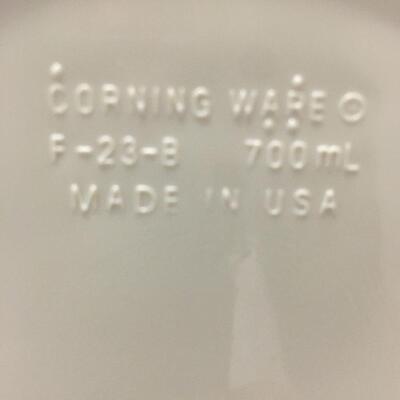 CORNING WARE ®
F-23-B 700mL
MADE IN USA